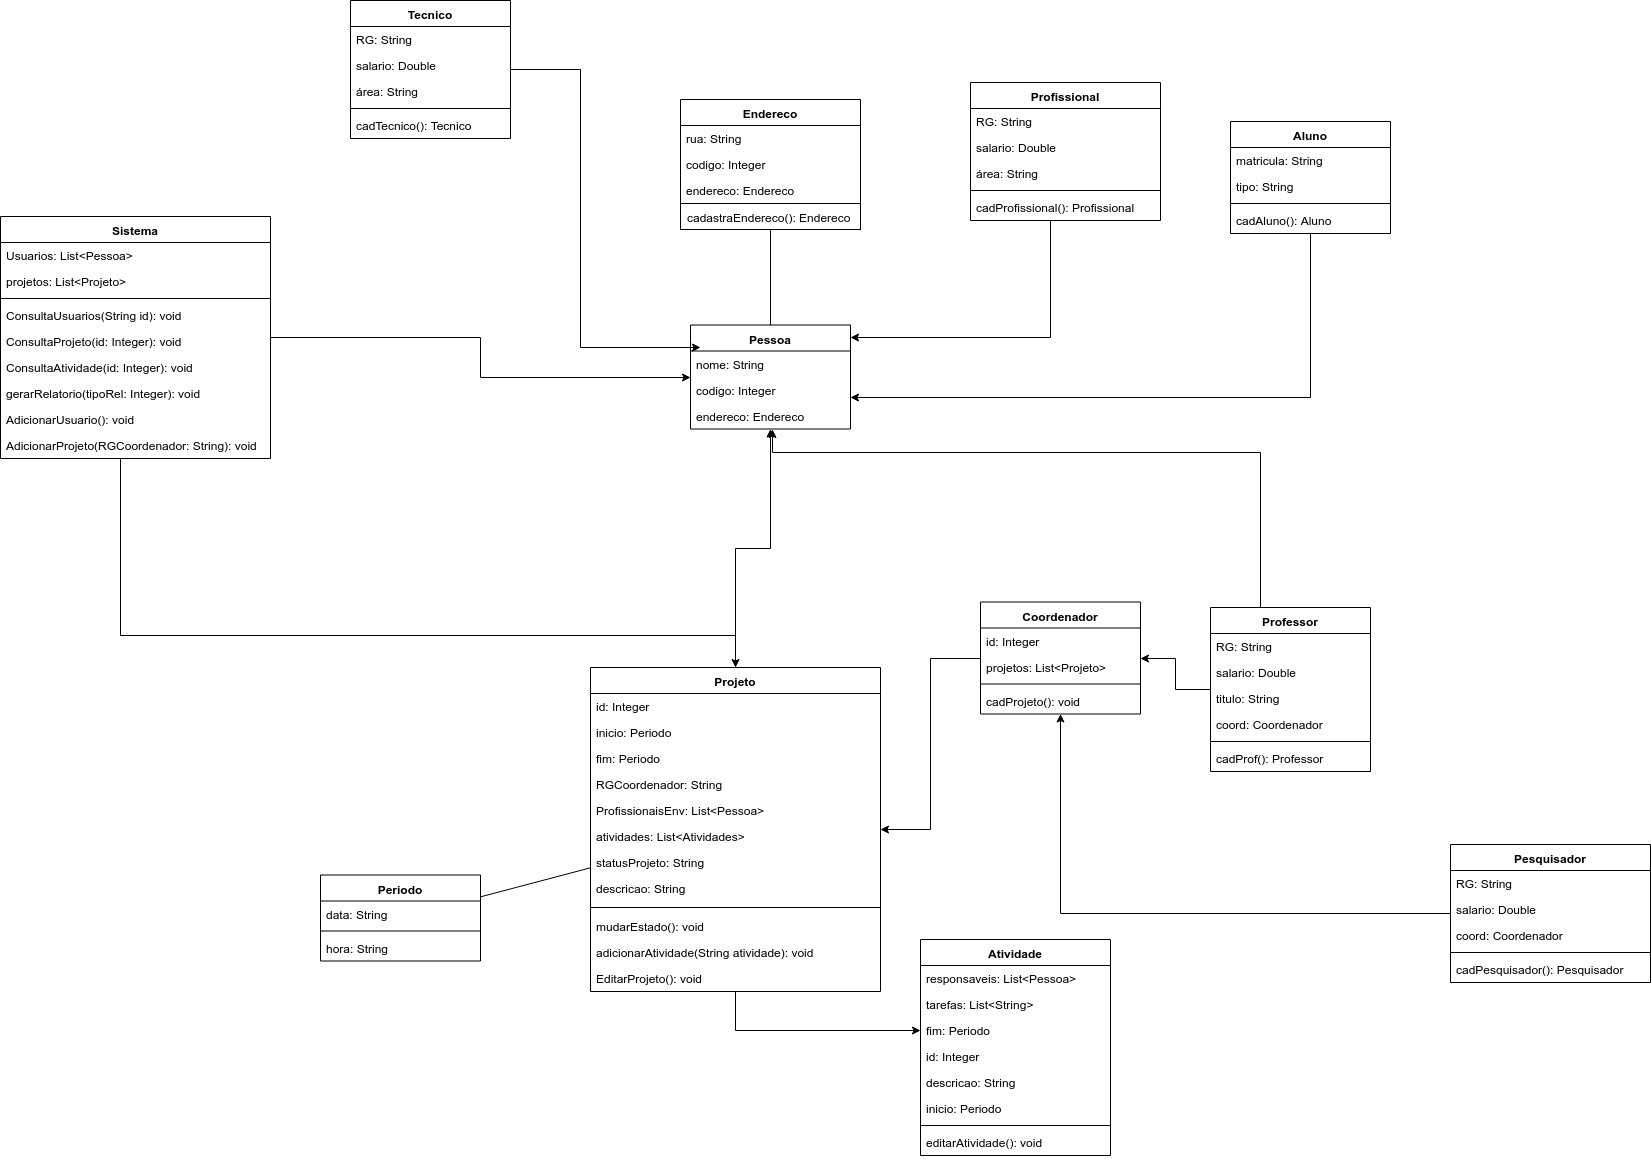 Tecnico
RG: String
salario: Double
área: String
cadTecnico(): Tecnico
Endereco
rua: String
codigo: Integer
endereco: Endereco
cadastraEndereco(): Endereco
Profissional
RG: String
salario: Double
área: String
cadProfissional(): Profissional
Aluno
matricula: String
tipo: String
cadAluno(): Aluno
Sistema
Usuarios: List<Pessoa>
projetos: List<Projeto>
ConsultaUsuarios(String id): void
ConsultaProjeto(id: Integer): void
ConsultaAtividade(id: Integer): void
gerarRelatorio(tipoRel: Integer): void
AdicionarUsuario(): void
AdicionarProjeto(RGCoordenador: String): void
Pessoa
nome: String
codigo: Integer
endereco: Endereco
Coordenador
id: Integer
projetos: List<Projeto>
cadProjeto(): void
Professor
RG: String
salario: Double
titulo: String
coord: Coordenador
cadProf(): Professor
Projeto
id: Integer
inicio: Periodo
fim: Periodo
RGCoordenador: String
ProfissionaisEnv: List<Pessoa>
atividades: List<Atividades>
statusProjeto: String
descricao: String
mudarEstado(): void
adicionarAtividade(String atividade): void
EditarProjeto(): void
Periodo
data: String
hora: String
Pesquisador
RG: String
salario: Double
coord: Coordenador
cadPesquisador(): Pesquisador
Atividade
responsaveis: List<Pessoa>
tarefas: List<String>
fim: Periodo
id: Integer
descricao: String
inicio: Periodo
editarAtividade(): void